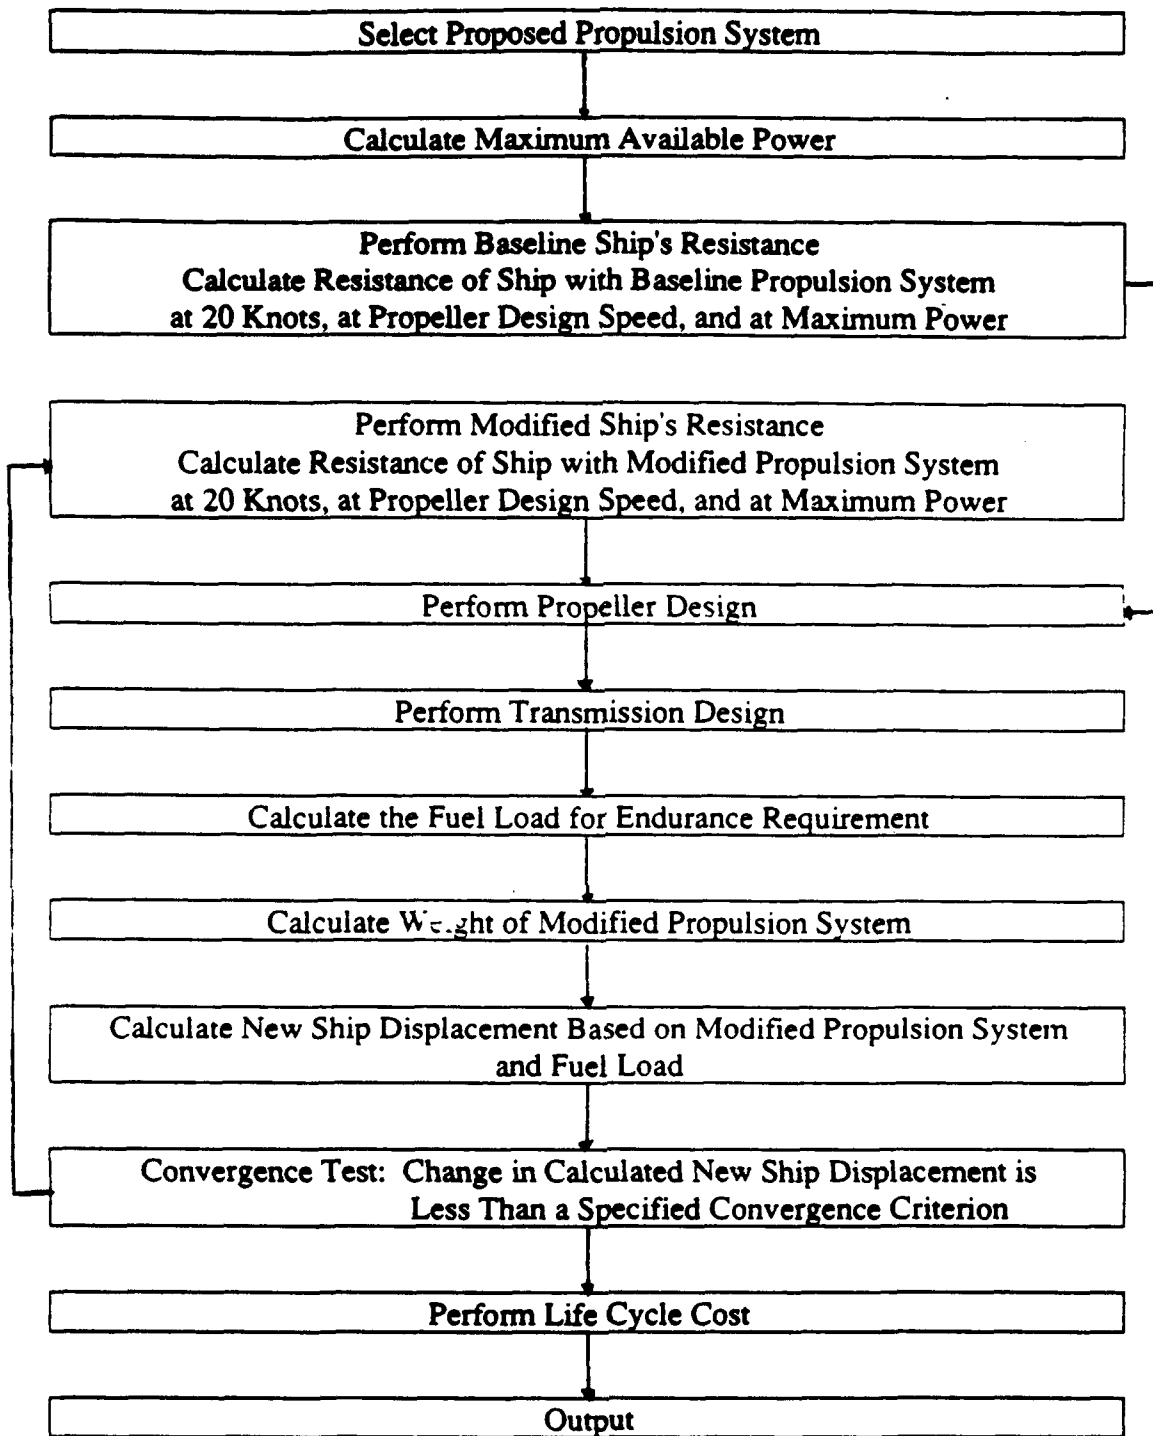 Select Proposed Propulsion System
Calculate Maximum Available Power
Perform Baseline Ship's Resistance
Calculate Resistance of Ship with Baseline Propulsion System
at 20 Knots, at Propeller Design Speed, and at Maximum Power
Perform Modified Ship's Resistance
Calculate Resistance of Ship with Modified Propulsion System
at 20 Knots, at Propeller Design Speed, and at Maximum Power
Perform Propeller Design
Perform Transmission Design
Calculate the Fuel Load for Endurance Requirement
Calculate Weight of Modified Propulsion System
Calculate New Ship Displacement Based on Modified Propulsion System
and Fuel Load
Convergence Test: Change in Calculated New Ship Displacement is
Less Than a Specified Convergence Criterion
Perform Life Cycle Cost
Output